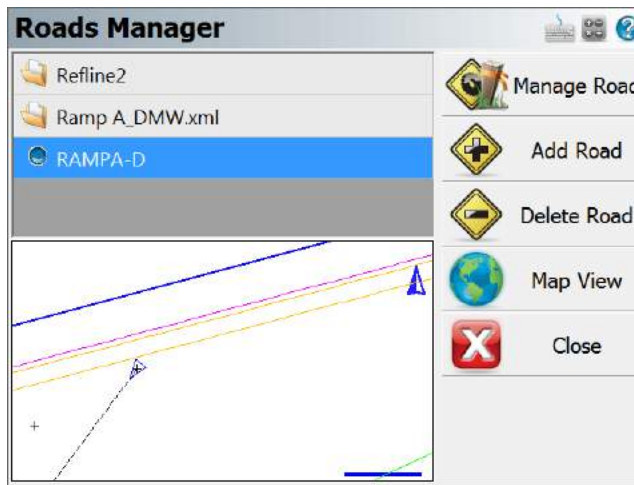 Roads Manager
Refline2
Ramp A_DMW.xml
RAMPA-D
Manage Road
Add Road
Delete Road
Map View
Close